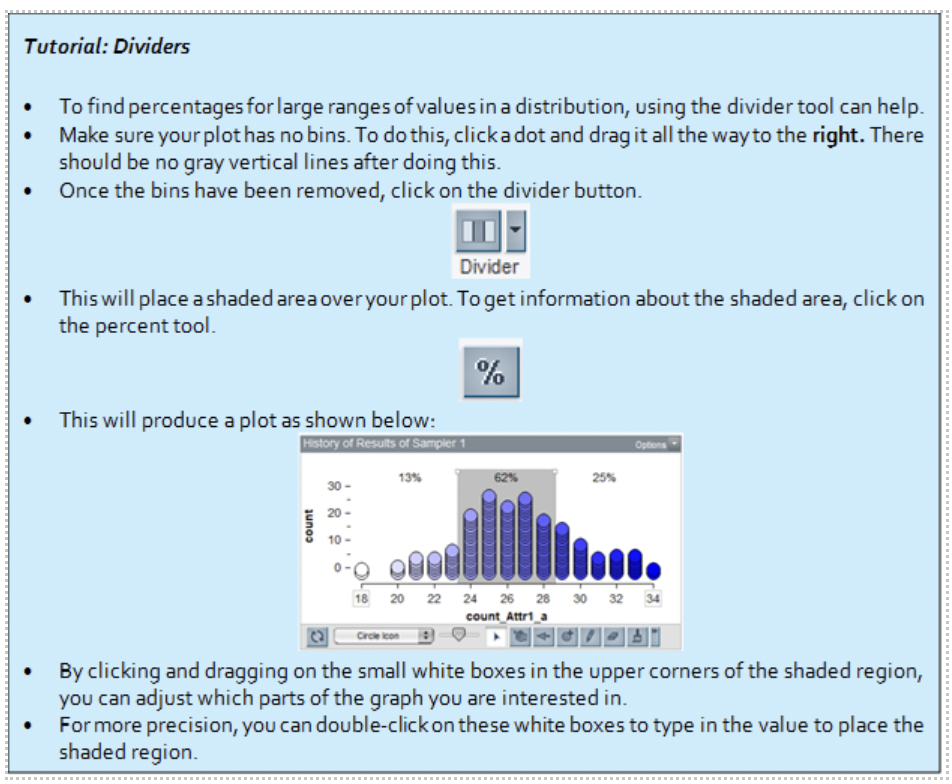 Tutorial: Dividers
• To find percentages for large ranges of values in a distribution, using the divider tool can help.
• Make sure your plot has no bins. To do this, click a dot and drag it all the way to the right. There
should be no gray vertical lines after doing this.
• Once the bins have been removed, click on the divider button.
Divider
• This will place a shaded area over your plot. To get information about the shaded area, click on
the percent tool.
%
• This will produce a plot as shown below:
History of Results of Sampler 1 Options
13% 62% 25%
30
20
10
0
count
18 20 22 24 26 28 30 32 34
count_Attr1_a
Circle Icon
• By clicking and dragging on the small white boxes in the upper corners of the shaded region,
you can adjust which parts of the graph you are interested in.
• For more precision, you can double-click on these white boxes to type in the value to place the
shaded region.